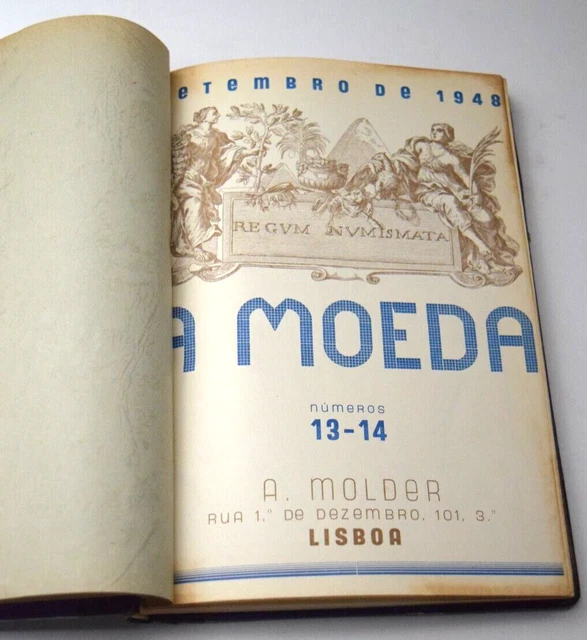 etembro de 1948
REGVM NVMISMATA
A MOEDA
números
13-14
A. MOLDER
RUA 1.º DE DEZEMBRO, 101, 3.º
LISBOA